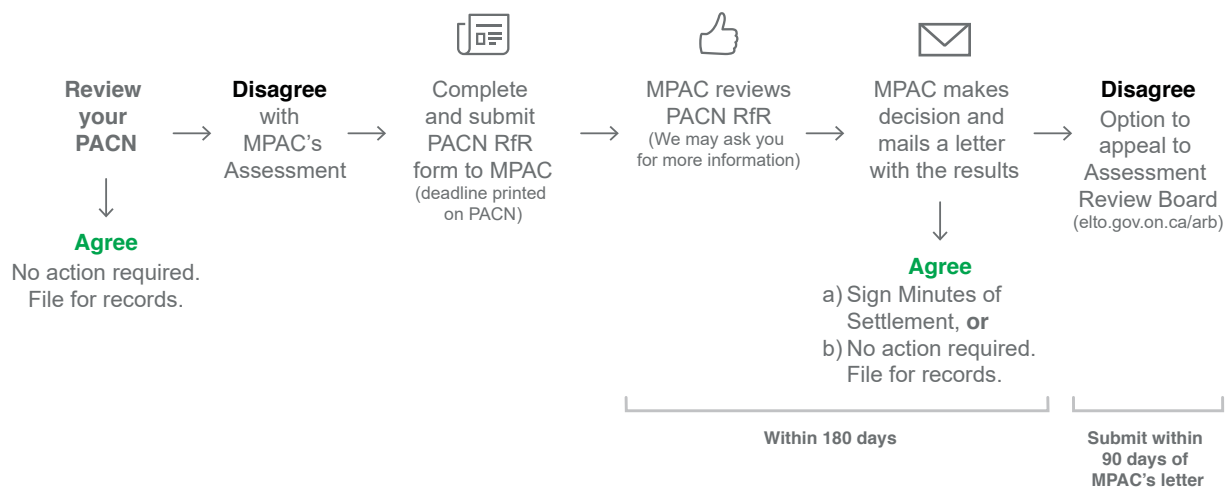 Review
your
PACN
Agree
No action required.
File for records.
Disagree
with
MPAC's
Assessment
Complete
and submit
PACN RfR
form to MPAC
(deadline printed
on PACN)
MPAC reviews
PACN RfR
(We may ask you
for more information)
MPAC makes
decision and
mails a letter
with the results
Agree
a) Sign Minutes of
Settlement, or
b) No action required.
File for records.
Disagree
Option to
appeal to
Assessment
Review Board
(elto.gov.on.ca/arb)
Within 180 days
Submit within
90 days of
MPAC's letter